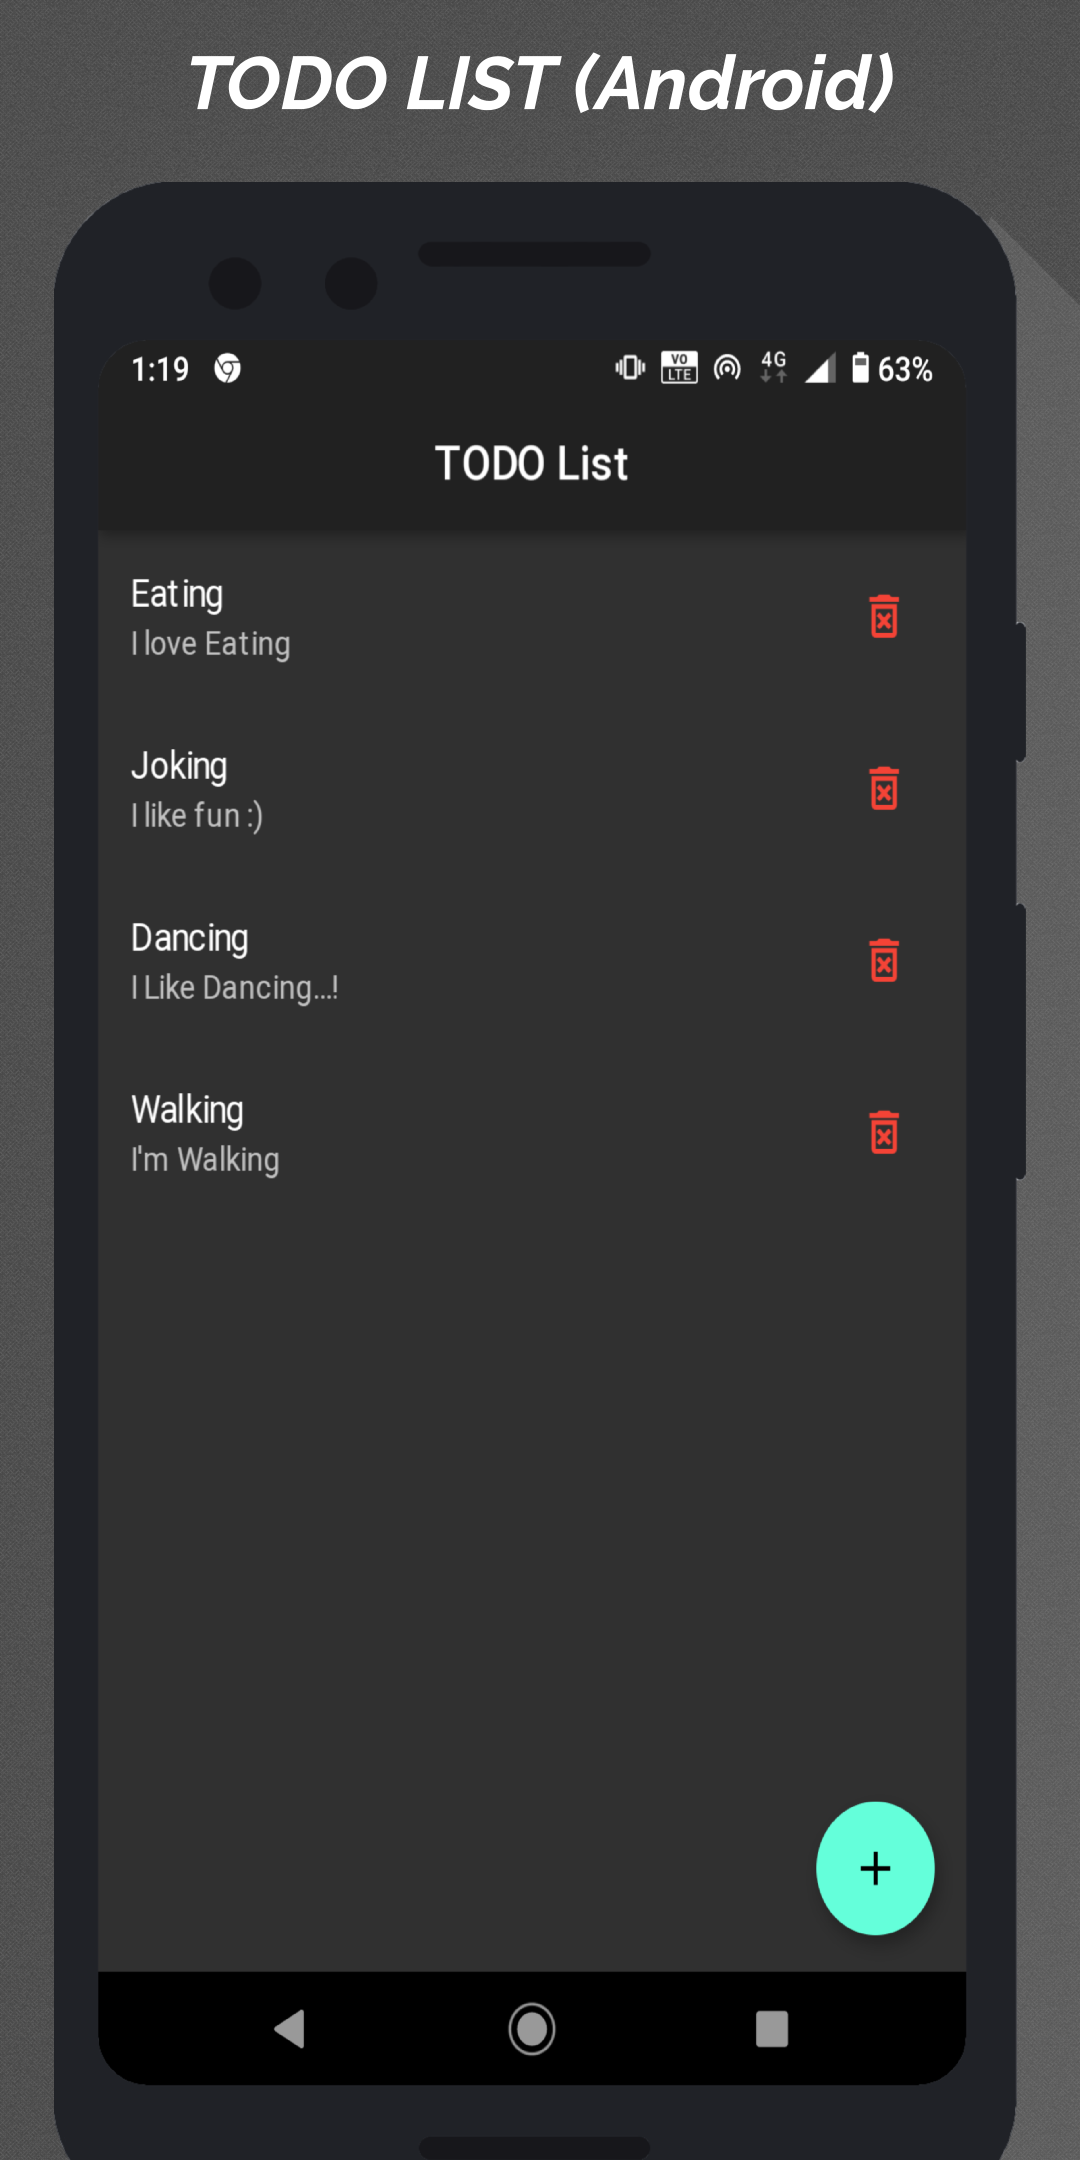 TODO LIST (Android)
1:19 VO LTE 4G 63%
TODO List
Eating
I love Eating
Joking
I like fun :)
Dancing
I Like Dancing...!
Walking
I'm Walking
+